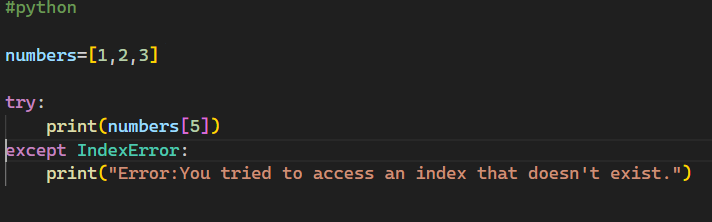 #python
numbers=[1,2,3]
try:
    print(numbers[5])
except IndexError:
    print("Error:You tried to access an index that doesn't exist.")